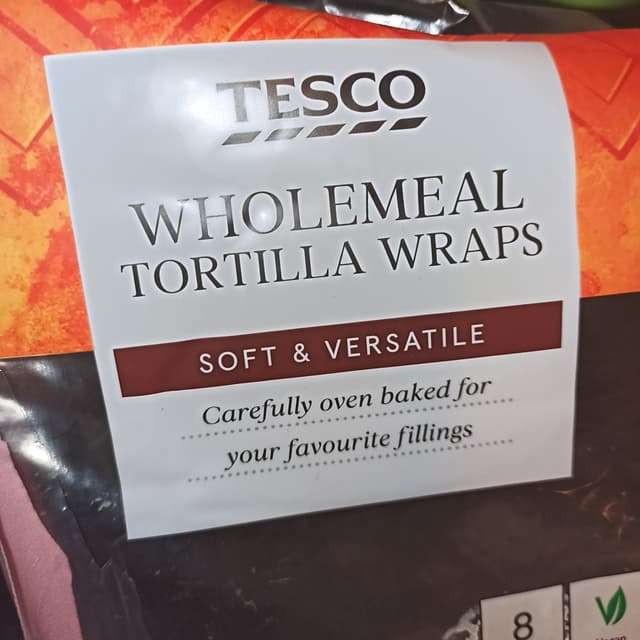 TESCO
WHOLEMEAL
TORTILLA WRAPS
SOFT & VERSATILE
Carefully oven baked for
your favourite fillings
8